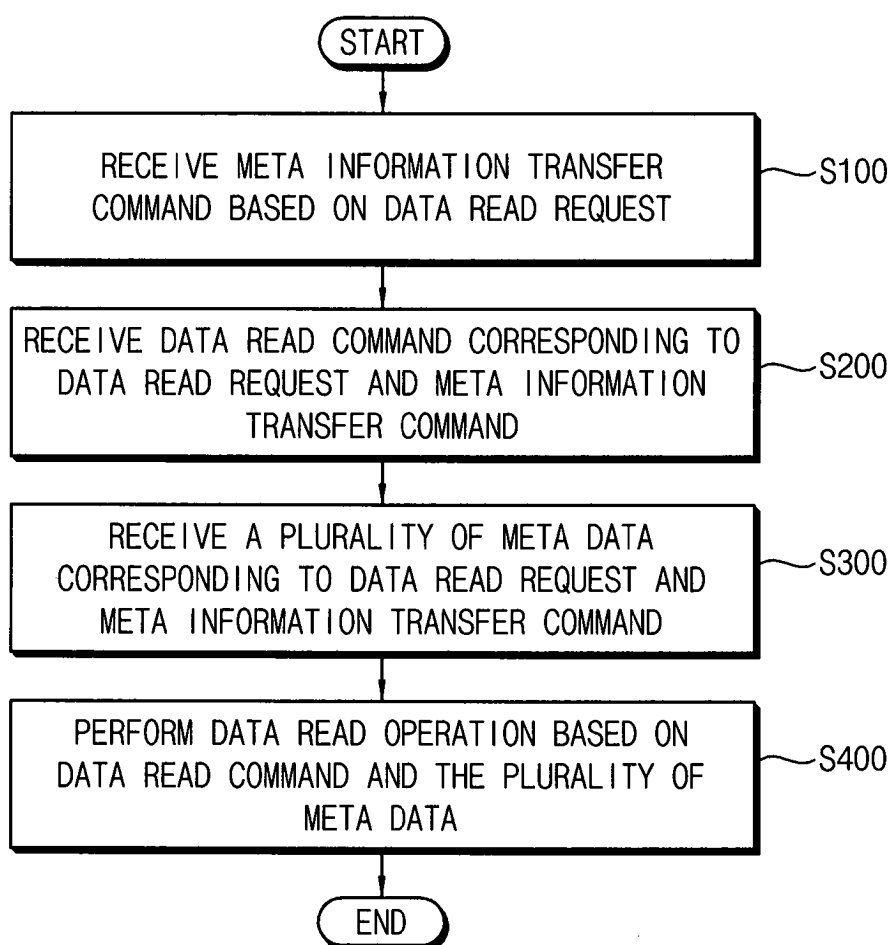 START
RECEIVE META INFORMATION TRANSFER
COMMAND BASED ON DATA READ REQUEST
S100
RECEIVE DATA READ COMMAND CORRESPONDING TO
DATA READ REQUEST AND META INFORMATION
TRANSFER COMMAND
S200
RECEIVE A PLURALITY OF META DATA
CORRESPONDING TO DATA READ REQUEST AND
META INFORMATION TRANSFER COMMAND
S300
PERFORM DATA READ OPERATION BASED ON
DATA READ COMMAND AND THE PLURALITY OF
META DATA
S400
END